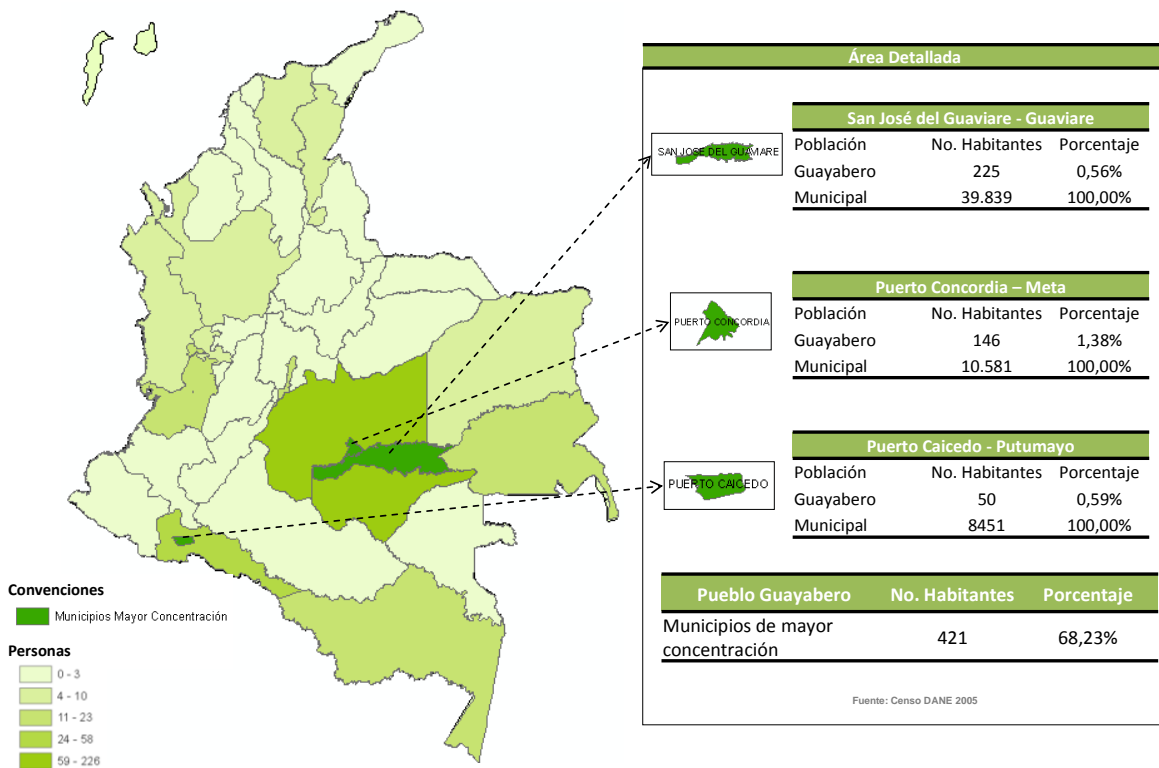 Área Detallada
San José del Guaviare - Guaviare
SAN JOSE DEL GUAVIARE
Población No. Habitantes Porcentaje
Guayabero 225 0,56%
Municipal 39.839 100,00%
Puerto Concordia – Meta
PUERTO CONCORDIA
Población No. Habitantes Porcentaje
Guayabero 146 1,38%
Municipal 10.581 100,00%
Puerto Caicedo - Putumayo
PUERTO CAICEDO
Población No. Habitantes Porcentaje
Guayabero 50 0,59%
Municipal 8451 100,00%
Pueblo Guayabero No. Habitantes Porcentaje
Municipios de mayor
concentración 421 68,23%
Fuente: Censo DANE 2005
Convenciones
Municipios Mayor Concentración
Personas
0 - 3
4 - 10
11 - 23
24 - 58
59 - 226